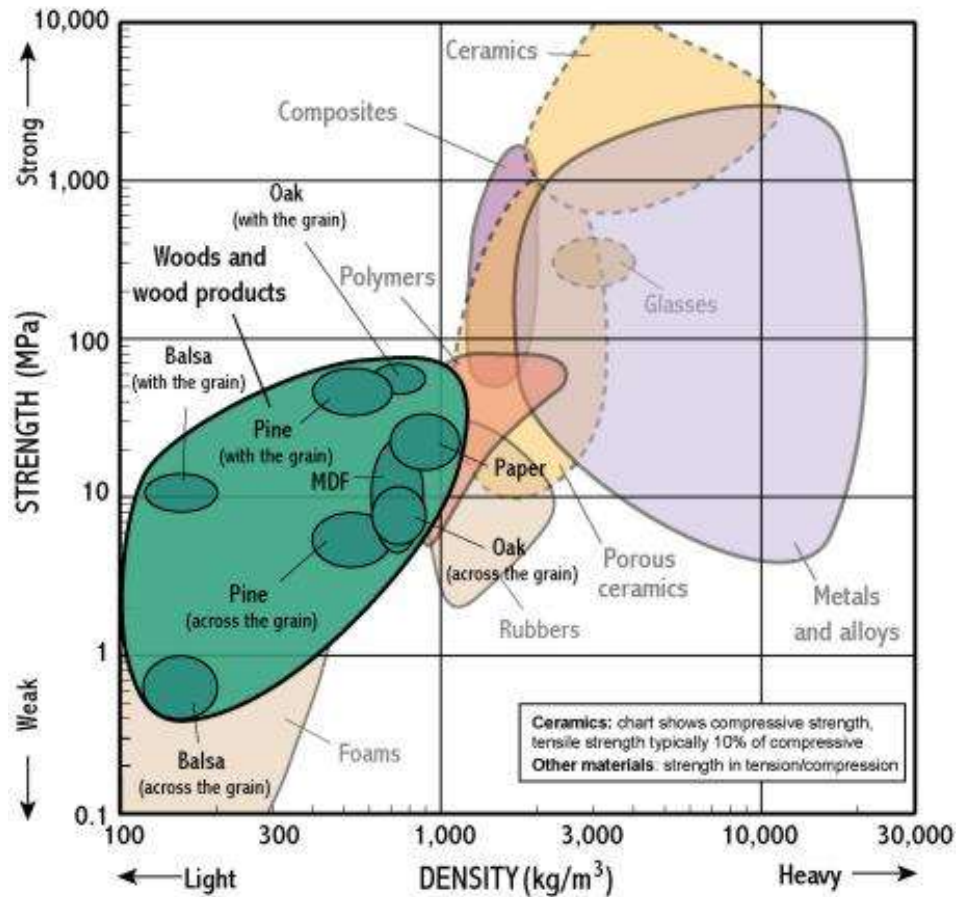 10,000
Ceramics
Composites
Strong
1,000
Oak
(with the grain)
Woods and
wood products
Polymers
Glasses
STRENGTH (MPa)
100
Balsa
(with the grain)
Pine
(with the grain)
MDF
Paper
10
Oak
(across the grain)
Porous
ceramics
Pine
(across the grain)
Rubbers
Metals
and alloys
1
Weak
Ceramics: chart shows compressive strength,
tensile strength typically 10% of compressive
Other materials: strength in tension/compression
Foams
Balsa
(across the grain)
0.1
100 300 1,000 3,000 10,000 30,000
Light DENSITY (kg/m³) Heavy